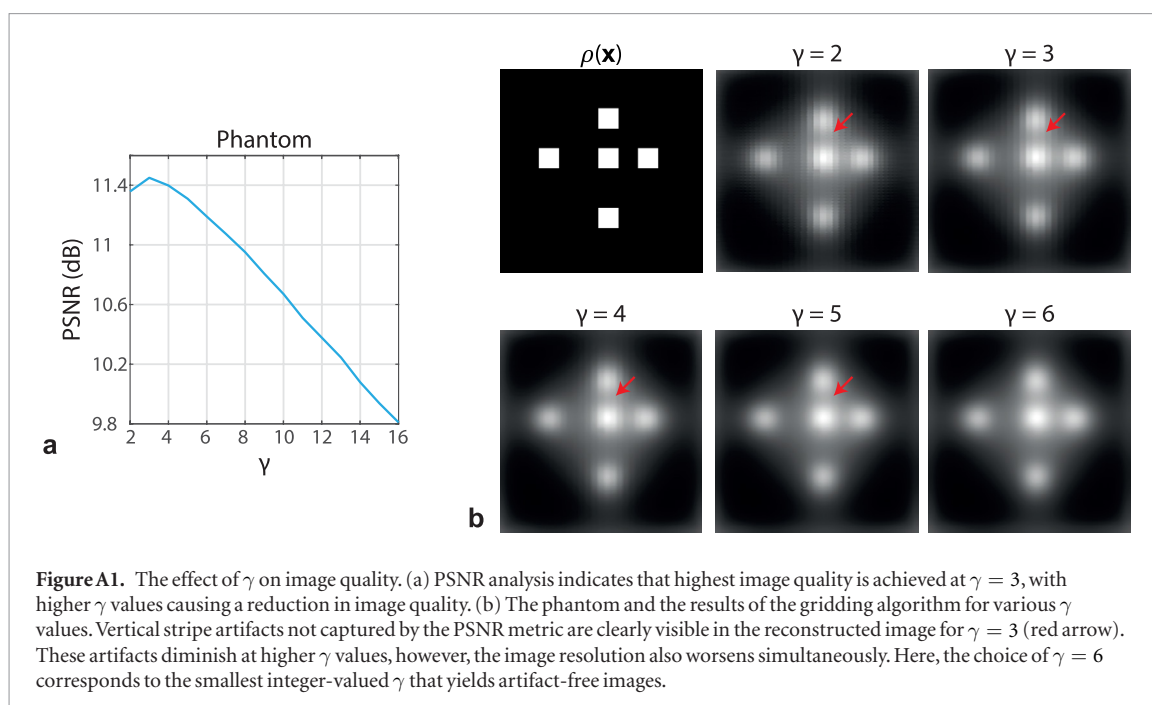 Phantom
11.4
11
10.6
10.2
9.8
PSNR (dB)
2 4 6 8 10 12 14 16
γ
a
ρ(x)
γ = 2
γ = 3
γ = 4
γ = 5
γ = 6
b
Figure A1. The effect of γ on image quality. (a) PSNR analysis indicates that highest image quality is achieved at γ = 3, with
higher γ values causing a reduction in image quality. (b) The phantom and the results of the gridding algorithm for various γ
values. Vertical stripe artifacts not captured by the PSNR metric are clearly visible in the reconstructed image for γ = 3 (red arrow).
These artifacts diminish at higher γ values, however, the image resolution also worsens simultaneously. Here, the choice of γ = 6
corresponds to the smallest integer-valued γ that yields artifact-free images.